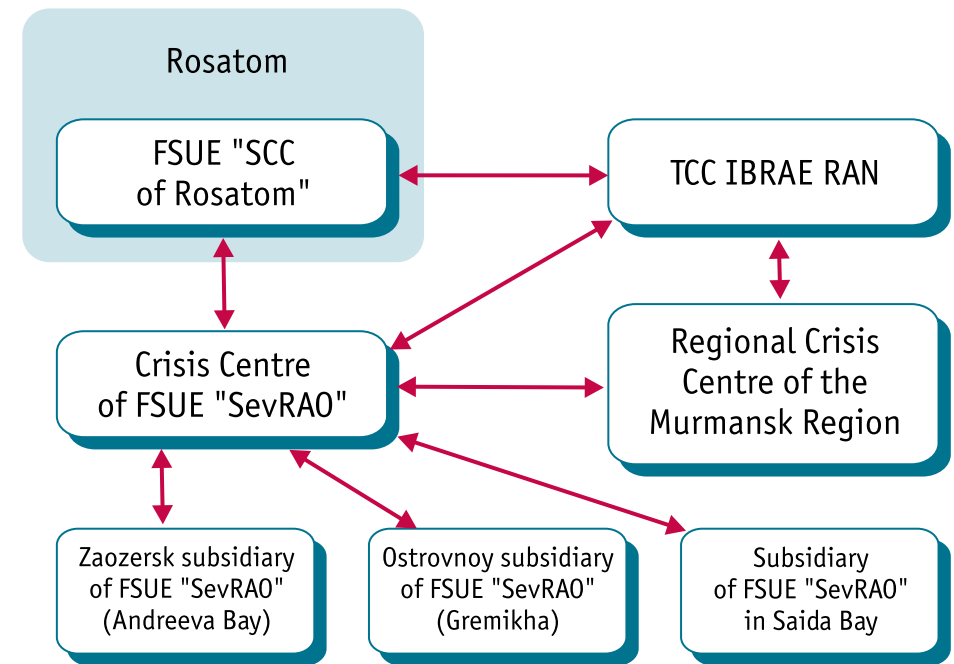 Rosatom
FSUE "SCC
of Rosatom"
TCC IBRAE RAN
Crisis Centre
of FSUE "SevRAO"
Regional Crisis
Centre of the
Murmansk Region
Zaozersk subsidiary
of FSUE "SevRAO"
(Andreeva Bay)
Ostrovnoy subsidiary
of FSUE "SevRAO"
(Gremikha)
Subsidiary
of FSUE "SevRAO"
in Saida Bay